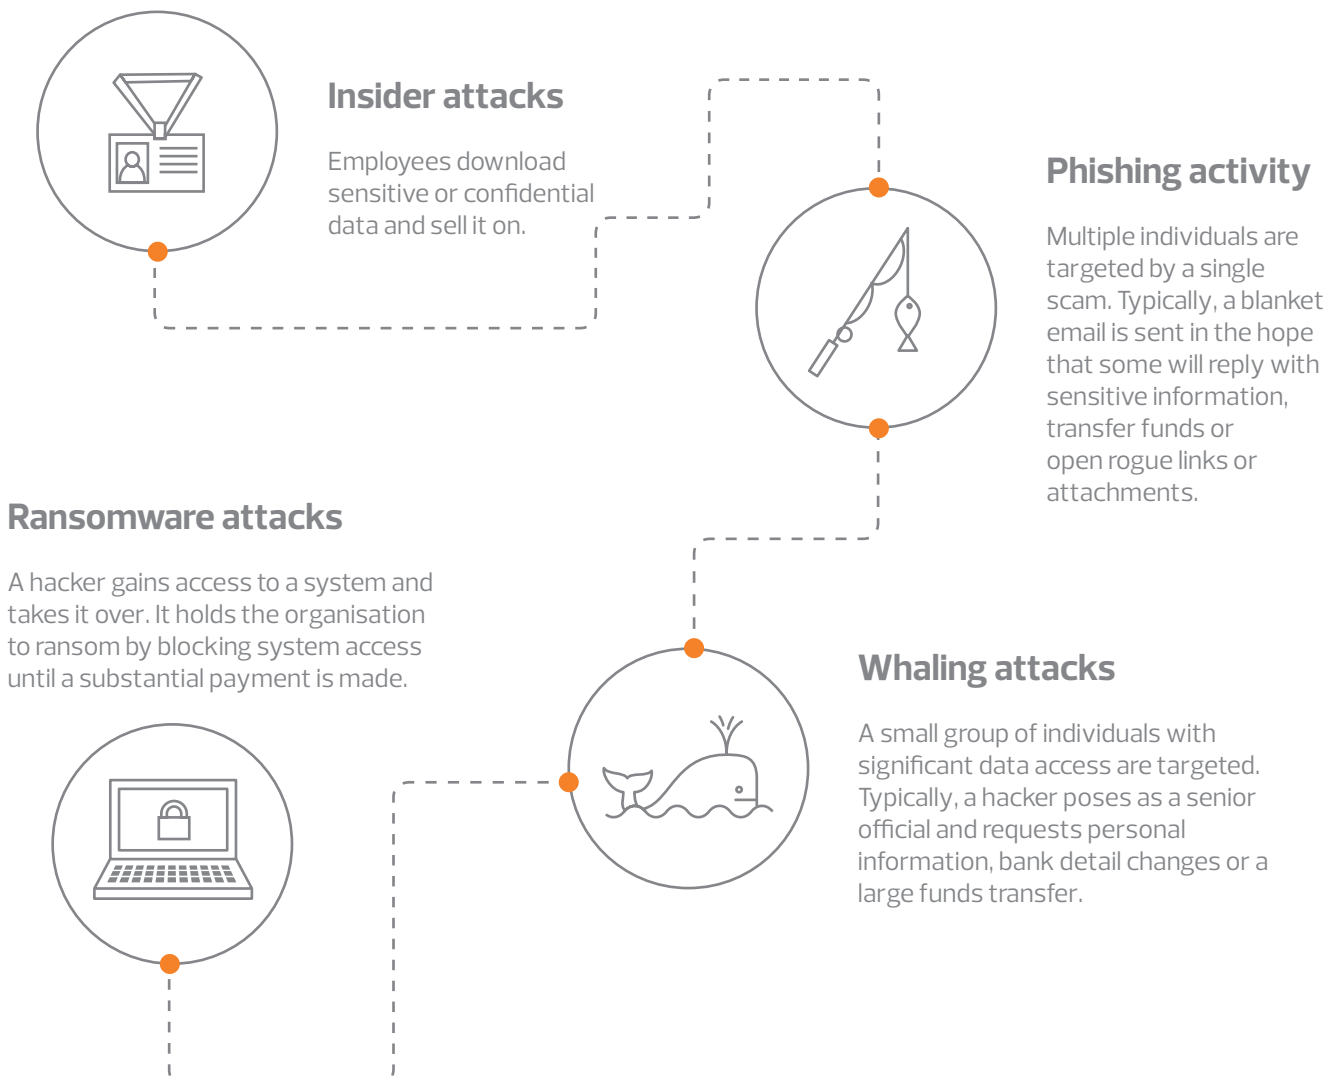 Insider attacks
Employees download
sensitive or confidential
data and sell it on.
Phishing activity
Multiple individuals are
targeted by a single
scam. Typically, a blanket
email is sent in the hope
that some will reply with
sensitive information,
transfer funds or
open rogue links or
attachments.
Ransomware attacks
A hacker gains access to a system and
takes it over. It holds the organisation
to ransom by blocking system access
until a substantial payment is made.
Whaling attacks
A small group of individuals with
significant data access are targeted.
Typically, a hacker poses as a senior
official and requests personal
information, bank detail changes or a
large funds transfer.